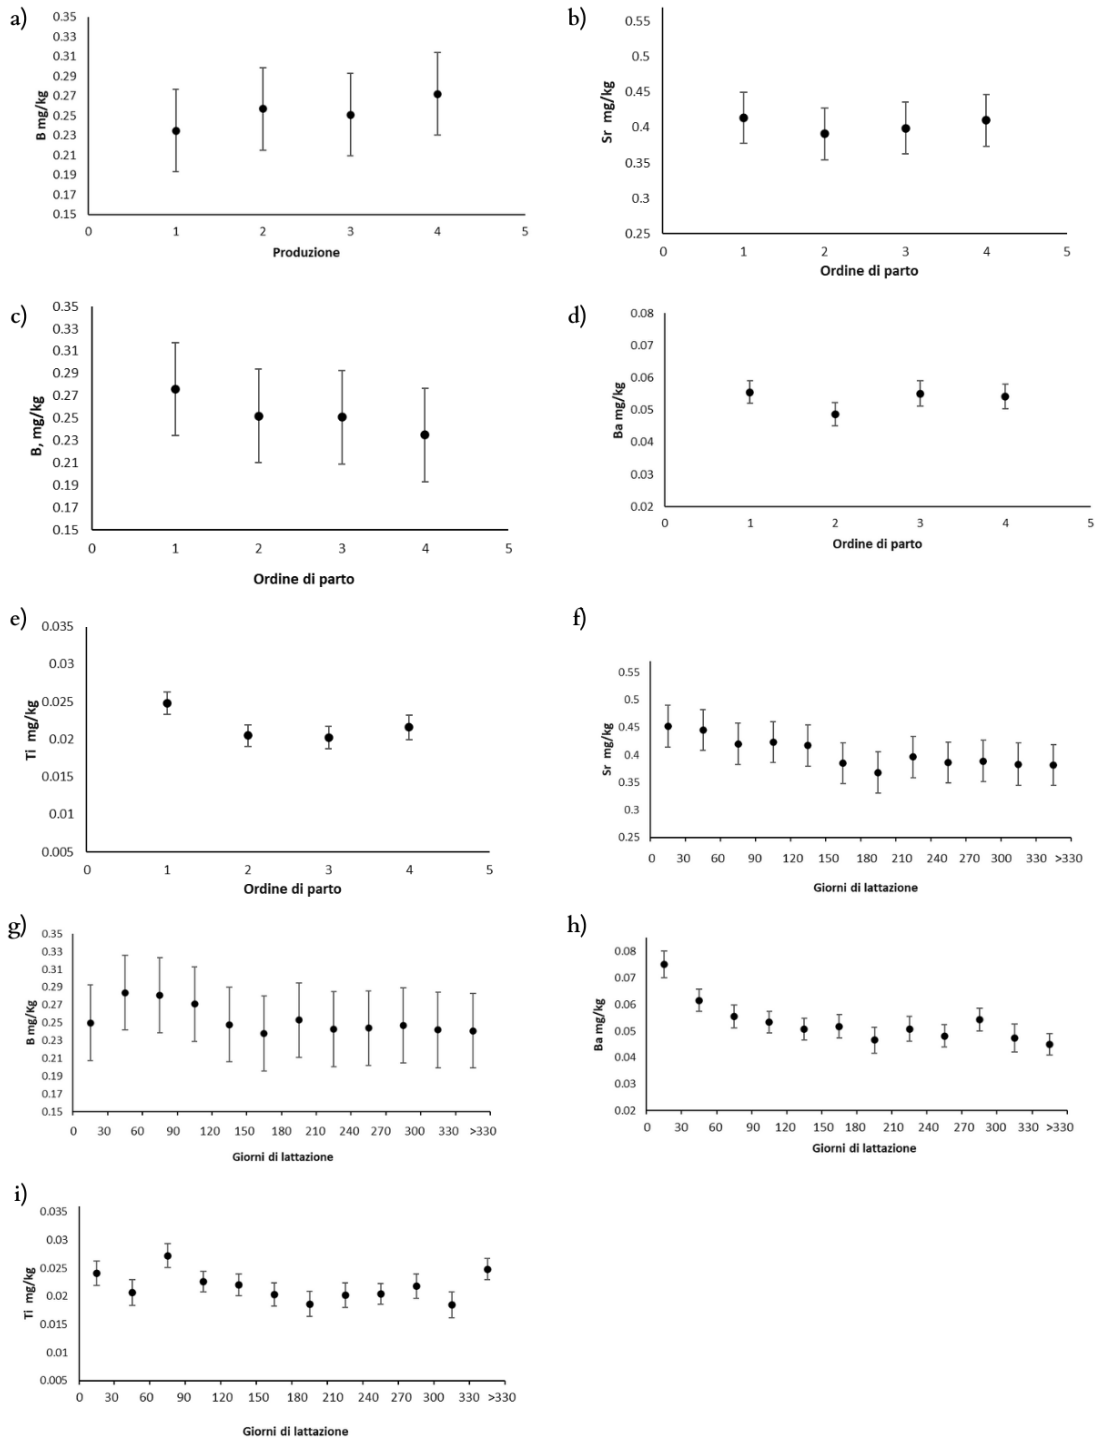 a)
B mg/kg
0.35
0.33
0.31
0.29
0.27
0.25
0.23
0.21
0.19
0.17
0.15
0 1 2 3 4 5
Produzione
b)
Sr mg/kg
0.55
0.5
0.45
0.4
0.35
0.3
0.25
0 1 2 3 4 5
Ordine di parto
c)
B, mg/kg
0.35
0.33
0.31
0.29
0.27
0.25
0.23
0.21
0.19
0.17
0.15
0 1 2 3 4 5
Ordine di parto
d)
Ba mg/kg
0.08
0.07
0.06
0.05
0.04
0.03
0.02
0 1 2 3 4 5
Ordine di parto
e)
Ti mg/kg
0.035
0.03
0.025
0.02
0.015
0.01
0.005
0 1 2 3 4 5
Ordine di parto
f)
Sr mg/kg
0.55
0.5
0.45
0.4
0.35
0.3
0.25
0 30 60 90 120 150 180 210 240 270 300 330 >330
Giorni di lattazione
g)
B mg/kg
0.35
0.33
0.31
0.29
0.27
0.25
0.23
0.21
0.19
0.17
0.15
0 30 60 90 120 150 180 210 240 270 300 330 >330
Giorni di lattazione
h)
Ba mg/kg
0.08
0.07
0.06
0.05
0.04
0.03
0.02
0 30 60 90 120 150 180 210 240 270 300 330 >330
Giorni di lattazione
i)
Ti mg/kg
0.035
0.03
0.025
0.02
0.015
0.01
0.005
0 30 60 90 120 150 180 210 240 270 300 330 >330
Giorni di lattazione